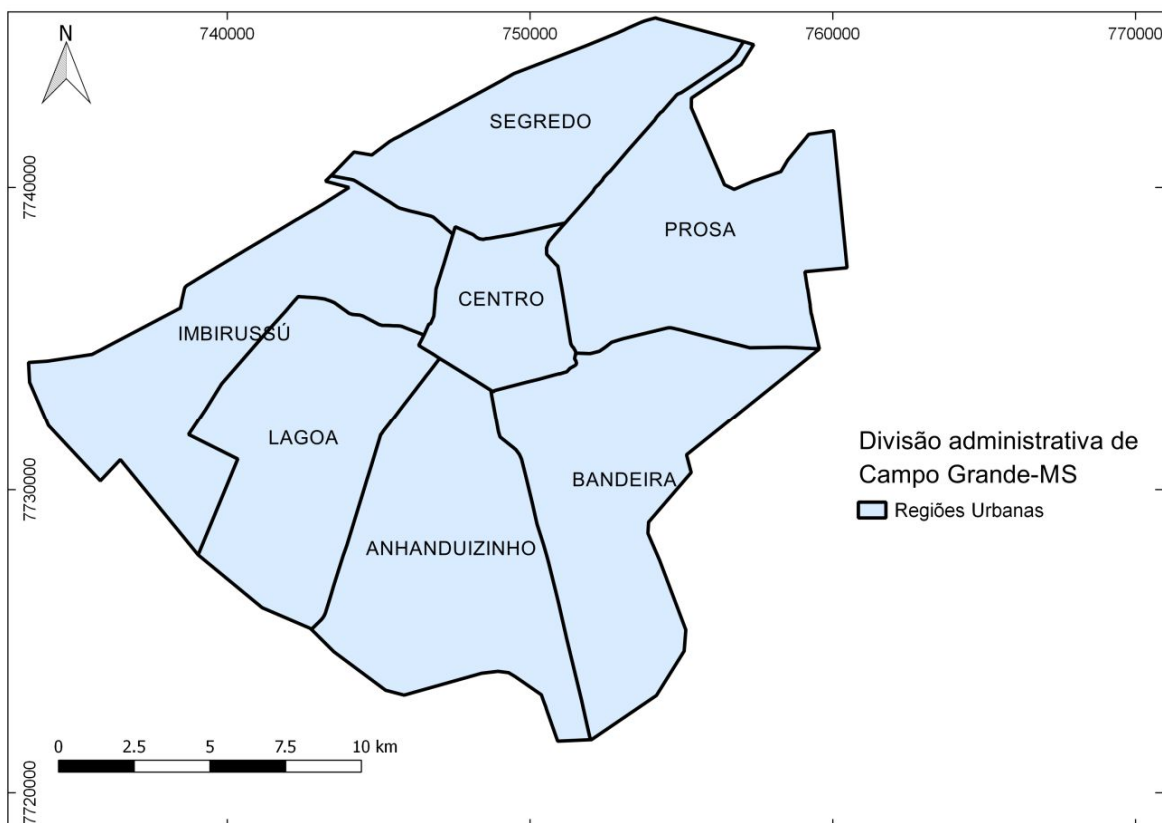 740000
750000
760000
770000
N
SEGREDO
7740000
PROSA
CENTRO
IMBIRUSSÚ
LAGOA
Divisão administrativa de
Campo Grande-MS
Regiões Urbanas
BANDEIRA
7730000
ANHANDUIZINHO
0 2.5 5 7.5 10 km
7720000